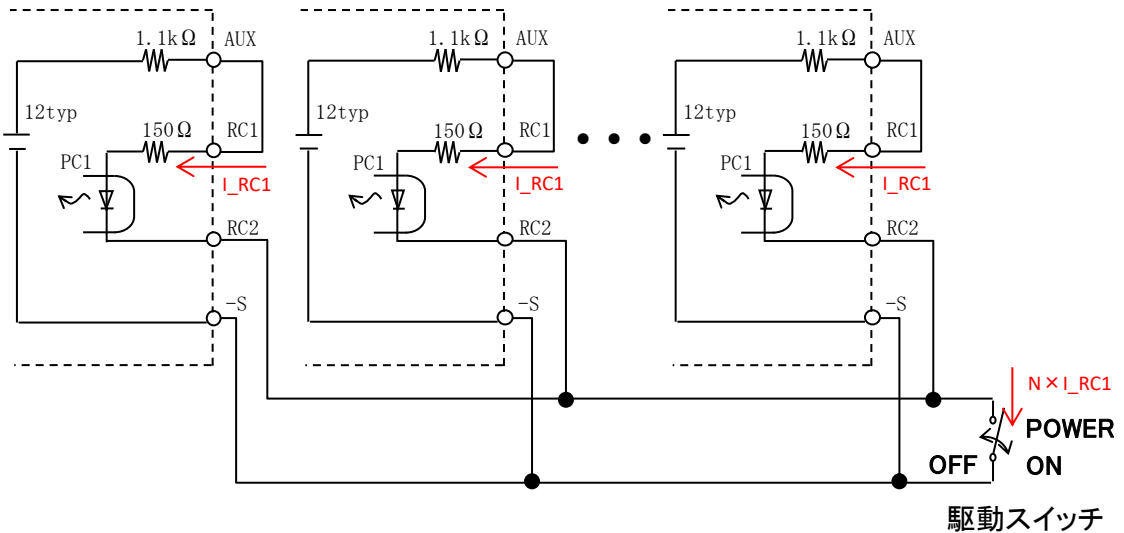 1.1kΩ
AUX
12typ
150Ω
RC1
PC1
I_RC1
RC2
-S
1.1kΩ
AUX
12typ
150Ω
RC1
PC1
I_RC1
RC2
-S
1.1kΩ
AUX
12typ
150Ω
RC1
PC1
I_RC1
RC2
-S
N×I_RC1
POWER
OFF
ON
駆動スイッチ